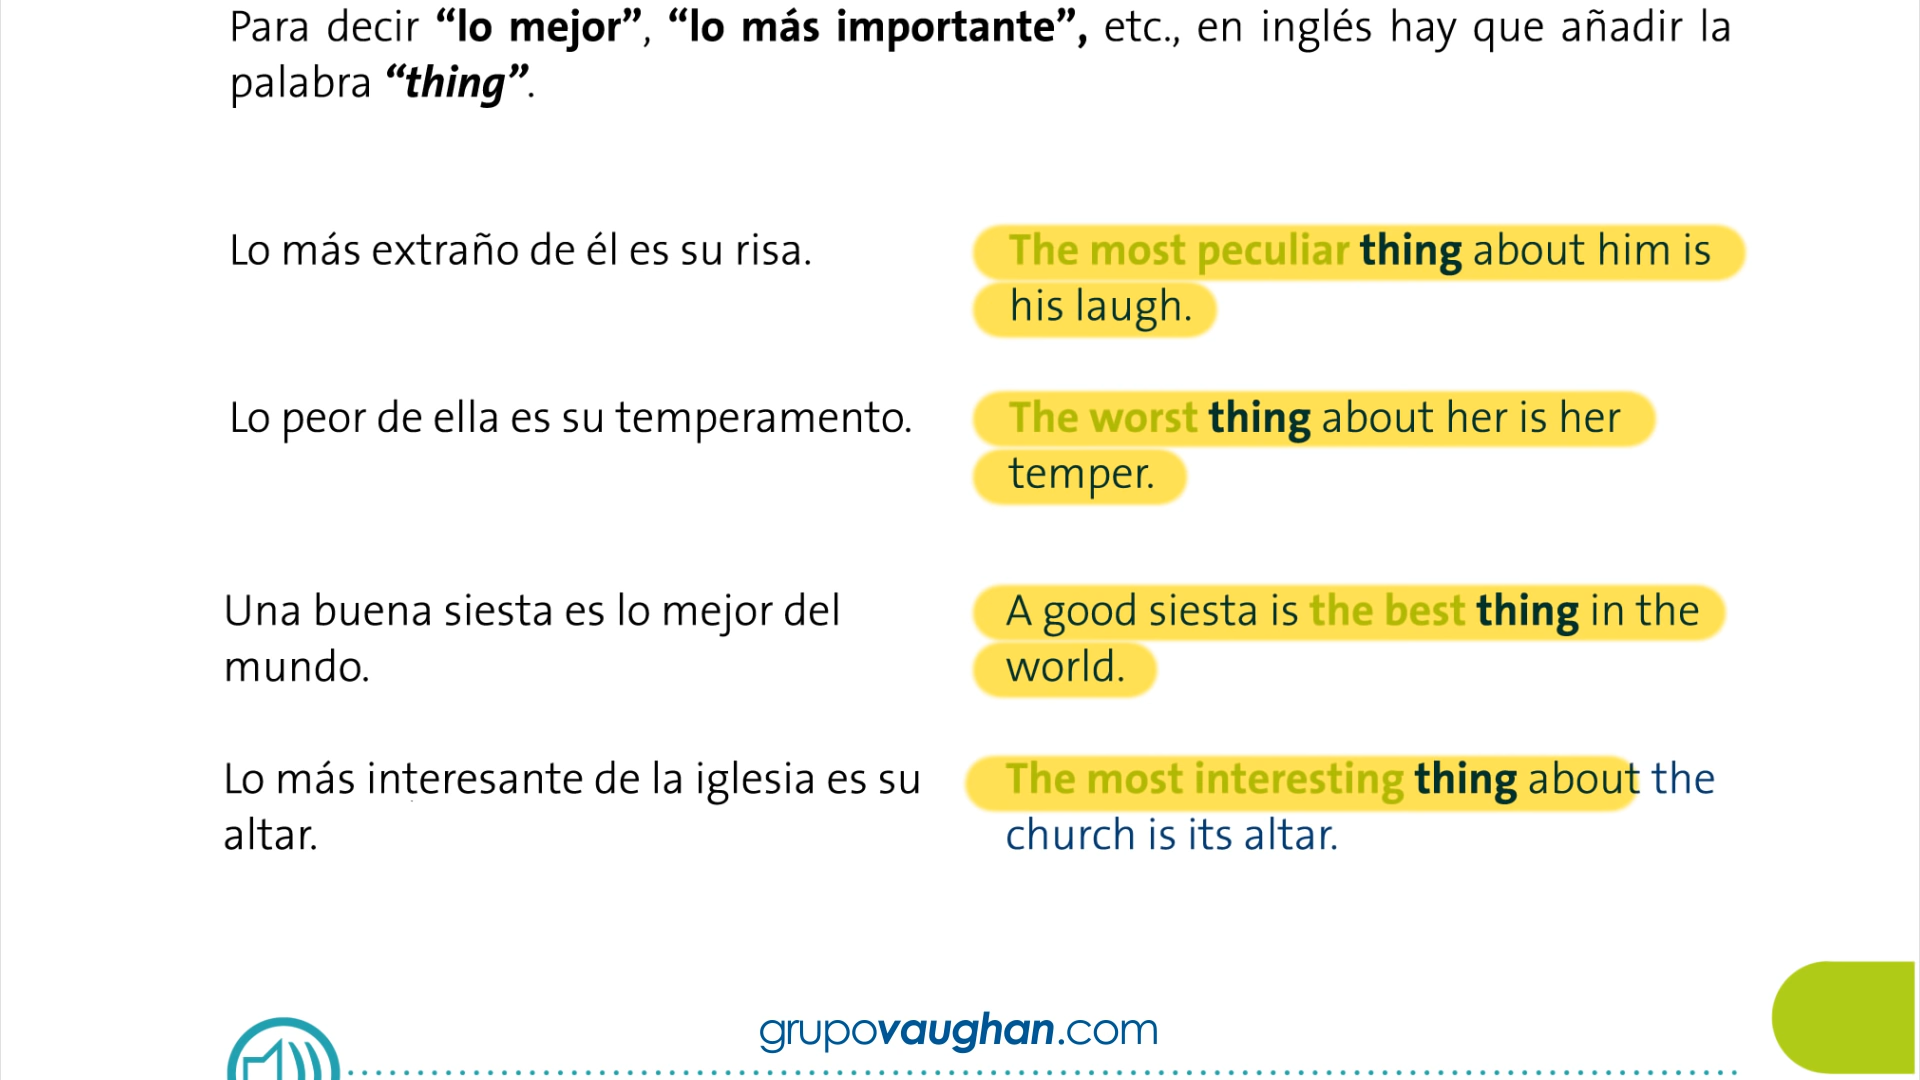 Para decir “lo mejor”, “lo más importante”, etc., en inglés hay que añadir la
palabra “thing”.
Lo más extraño de él es su risa.
The most peculiar thing about him is
his laugh.
Lo peor de ella es su temperamento.
The worst thing about her is her
temper.
Una buena siesta es lo mejor del
mundo.
A good siesta is the best thing in the
world.
Lo más interesante de la iglesia es su
altar.
The most interesting thing about the
church is its altar.
grupovaughan.com